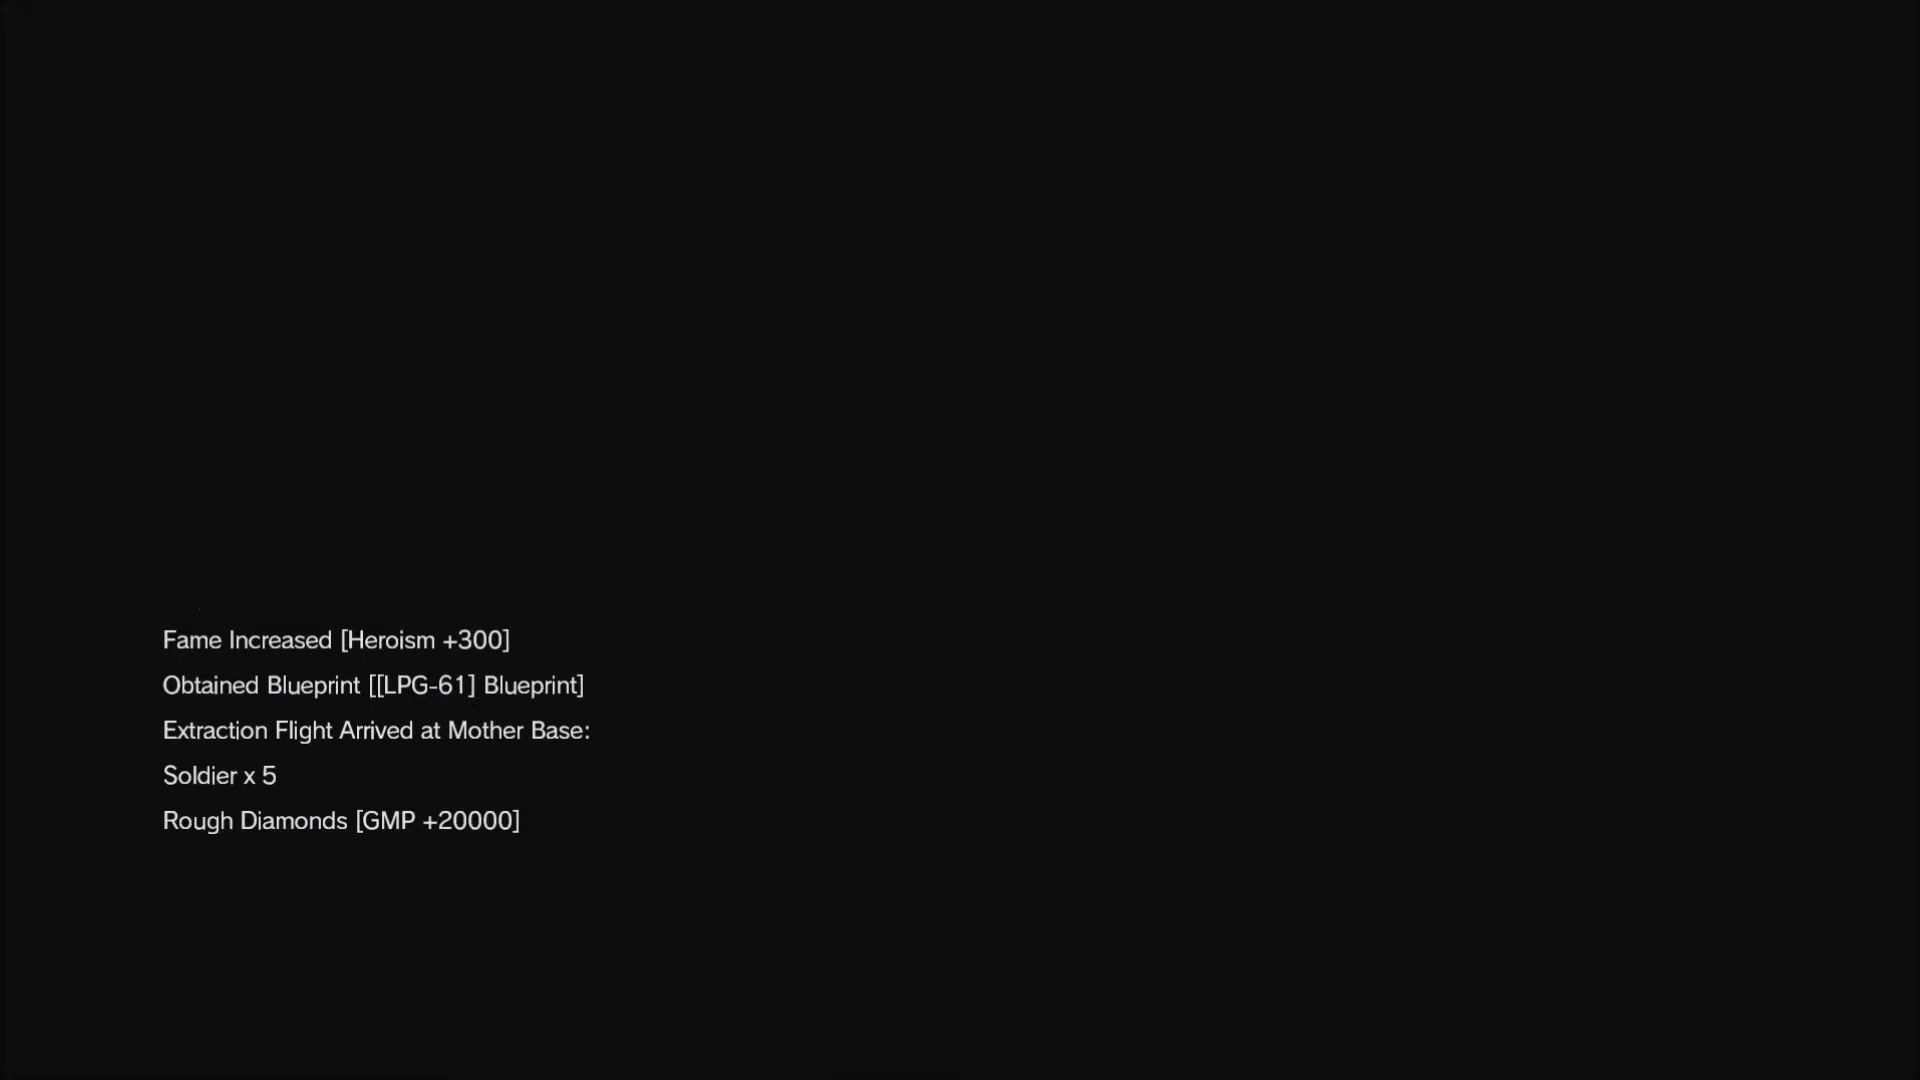 Fame Increased [Heroism +300]
Obtained Blueprint [[LPG-61] Blueprint]
Extraction Flight Arrived at Mother Base:
Soldier x 5
Rough Diamonds [GMP +20000]